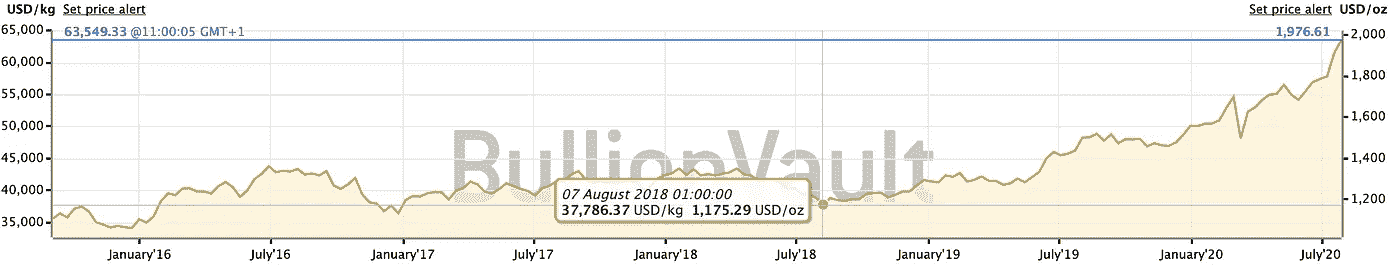 USD/kg Set price alert Set price alert USD/oz
65,000 63,549.33 @11:00:05 GMT+1 1,976.61 2,000
60,000
1,800
55,000
50,000 1,600
BullionVault
45,000 1,400
40,000 07 August 2018 01:00:00
37,786.37 USD/kg 1,175.29 USD/oz 1,200
35,000
January'16 July'16 January'17 July'17 January'18 July'18 January'19 July'19 January'20 July'20